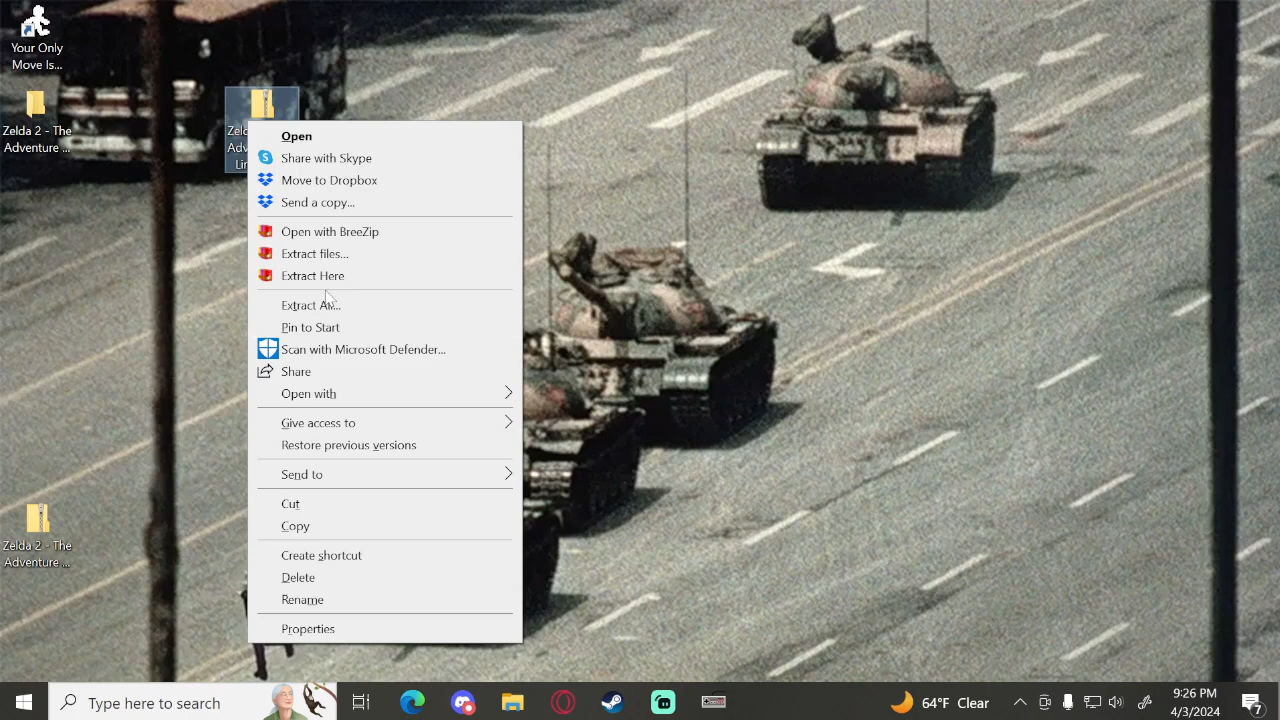 Your Only
Move Is...
Zelda 2 - The
Adventure ...
Open
Share with Skype
Move to Dropbox
Send a copy...
Open with BreeZip
Extract files...
Extract Here
Extract All...
Pin to Start
Scan with Microsoft Defender...
Share
Open with
Give access to
Restore previous versions
Send to
Cut
Copy
Create shortcut
Delete
Rename
Properties
Zelda 2 - The
Adventure ...
Type here to search
64°F Clear
9:26 PM
4/3/2024
7